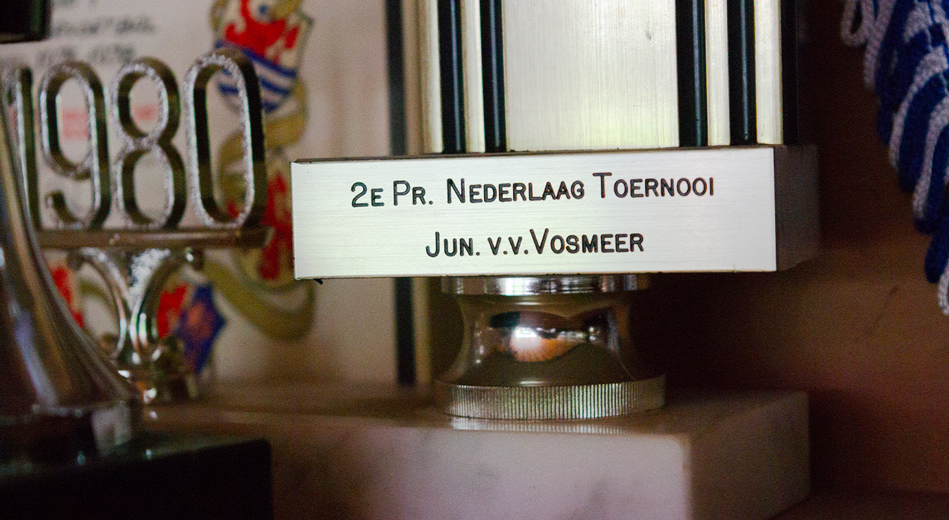 1980
2E PR. NEDERLAAG TOERNOOI
JUN. V.V. VOSMEER